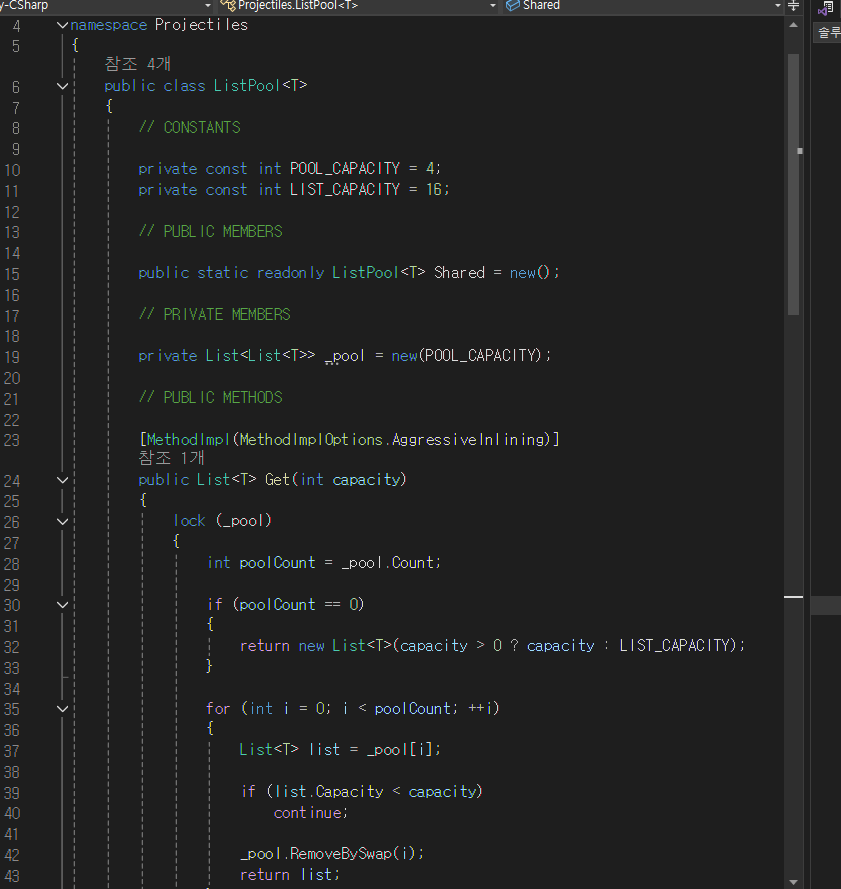 y-CSharp
Projectiles.ListPool<T>
Shared
솔루
4 namespace Projectiles
5 {
참조 4개
6 public class ListPool<T>
7 {
8 // CONSTANTS
9
10 private const int POOL_CAPACITY = 4;
11 private const int LIST_CAPACITY = 16;
12
13 // PUBLIC MEMBERS
14
15 public static readonly ListPool<T> Shared = new();
16
17 // PRIVATE MEMBERS
18
19 private List<List<T>> _pool = new(POOL_CAPACITY);
20
21 // PUBLIC METHODS
22
23 [MethodImpl(MethodImplOptions.AggressiveInlining)]
참조 1개
24 public List<T> Get(int capacity)
25 {
26 lock (_pool)
27 {
28 int poolCount = _pool.Count;
29
30 if (poolCount == 0)
31 {
32 return new List<T>(capacity > 0 ? capacity : LIST_CAPACITY);
33 }
34
35 for (int i = 0; i < poolCount; ++i)
36 {
37 List<T> list = _pool[i];
38
39 if (list.Capacity < capacity)
40 continue;
41
42 _pool.RemoveBySwap(i);
43 return list;